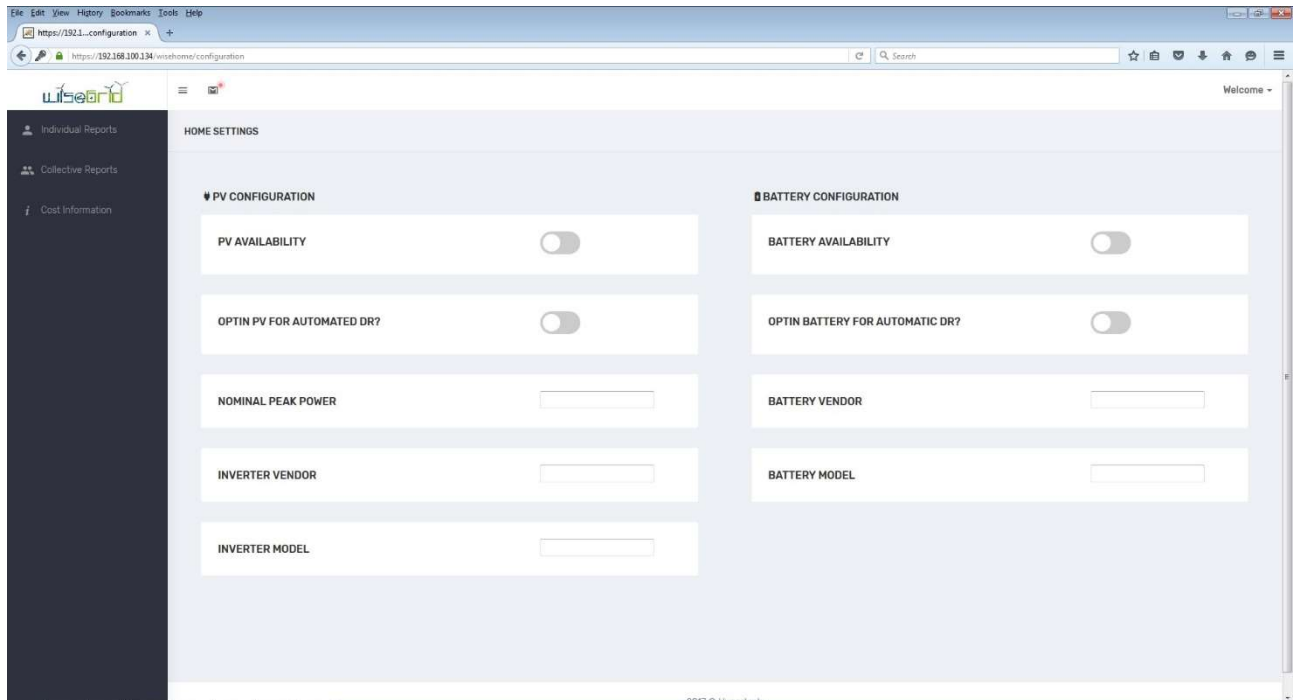 File Edit View History Bookmarks Tools Help
https://192.1...configuration × +
https://192.168.100.134/wisehome/configuration Search
wiseGrid Welcome
Individual Reports
HOME SETTINGS
Collective Reports
Cost Information
PV CONFIGURATION
PV AVAILABILITY
OPTIN PV FOR AUTOMATED DR?
NOMINAL PEAK POWER
INVERTER VENDOR
INVERTER MODEL
BATTERY CONFIGURATION
BATTERY AVAILABILITY
OPTIN BATTERY FOR AUTOMATIC DR?
BATTERY VENDOR
BATTERY MODEL
2017 ©